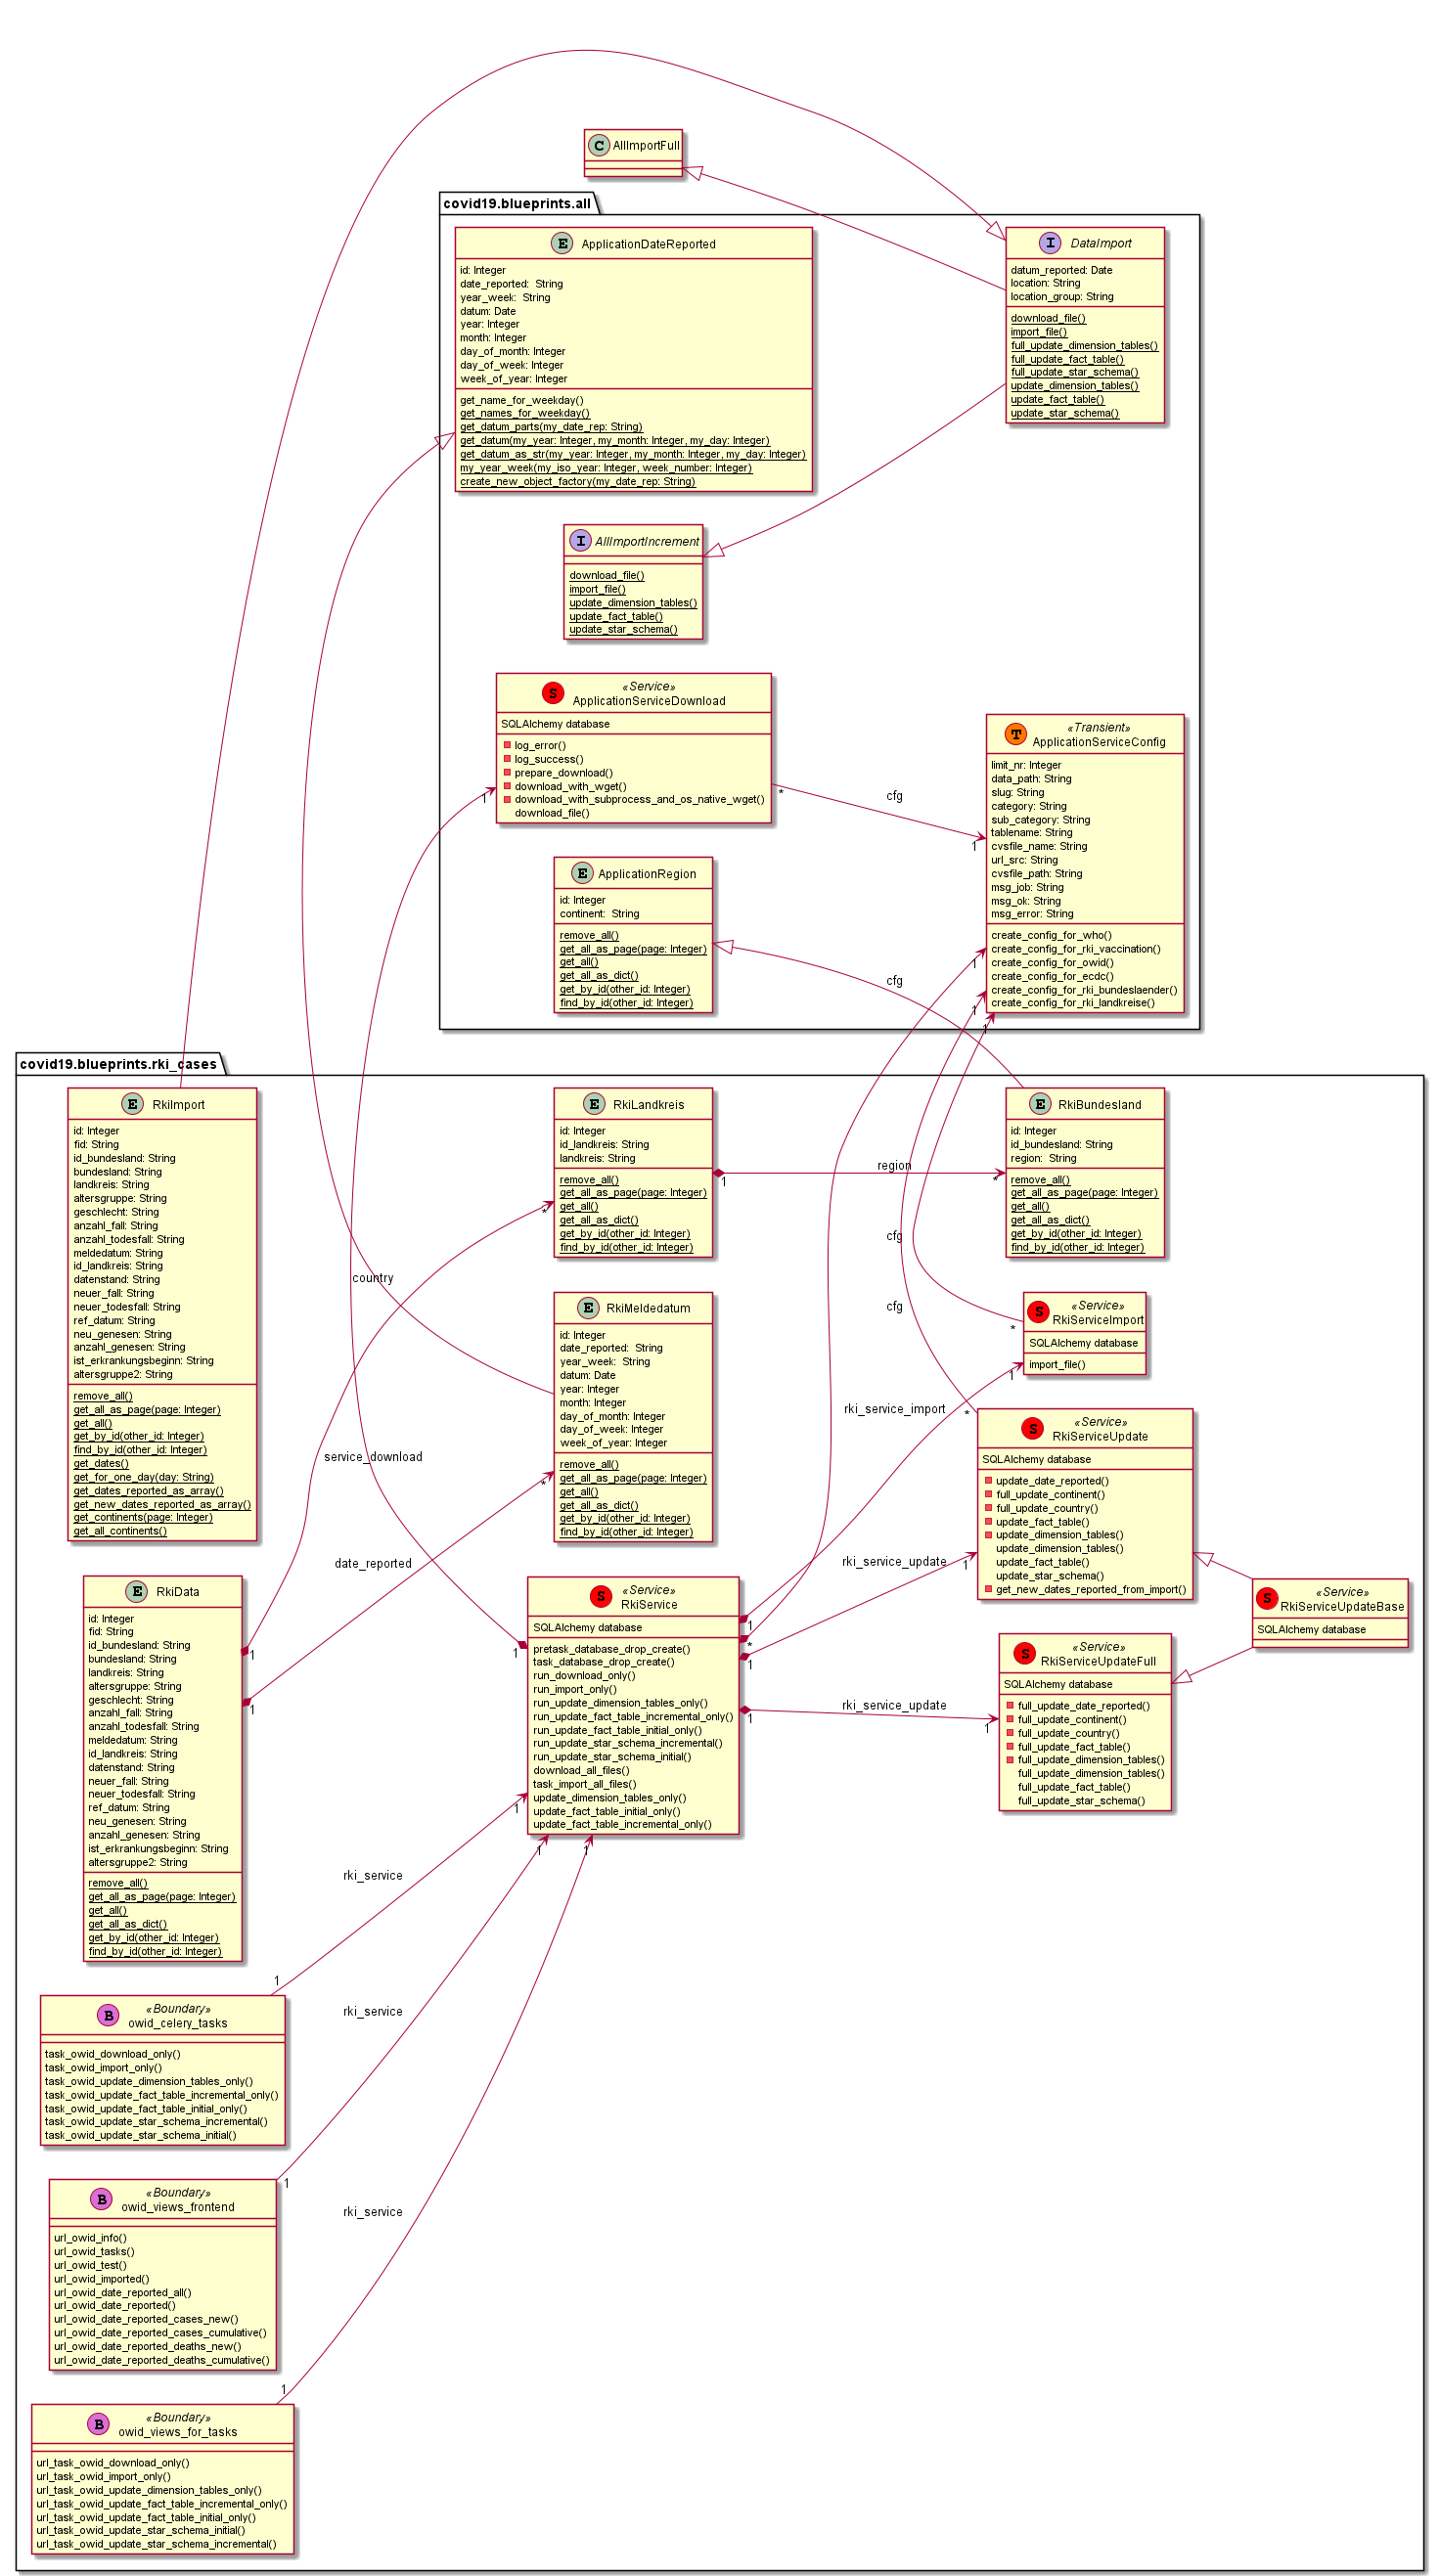 C AllImportFull
covid19.blueprints.all
E ApplicationDateReported
id: Integer
date_reported:  String
year_week:  String
datum: Date
year: Integer
month: Integer
day_of_month: Integer
day_of_week: Integer
week_of_year: Integer
get_name_for_weekday()
get_names_for_weekday()
get_datum_parts(my_date_rep: String)
get_datum(my_year: Integer, my_month: Integer, my_day: Integer)
get_datum_as_str(my_year: Integer, my_month: Integer, my_day: Integer)
my_year_week(my_iso_year: Integer, week_number: Integer)
create_new_object_factory(my_date_rep: String)
I DataImport
datum_reported: Date
location: String
location_group: String
download_file()
import_file()
full_update_dimension_tables()
full_update_fact_table()
full_update_star_schema()
update_dimension_tables()
update_fact_table()
update_star_schema()
I AllImportIncrement
download_file()
import_file()
update_dimension_tables()
update_fact_table()
update_star_schema()
S «Service»
ApplicationServiceDownload
SQLAlchemy database
log_error()
log_success()
prepare_download()
download_with_wget()
download_with_subprocess_and_os_native_wget()
download_file()
1
*
cfg
1
T «Transient»
ApplicationServiceConfig
limit_nr: Integer
data_path: String
slug: String
category: String
sub_category: String
tablename: String
cvsfile_name: String
url_src: String
cvsfile_path: String
msg_job: String
msg_ok: String
msg_error: String
create_config_for_who()
create_config_for_rki_vaccination()
create_config_for_owid()
create_config_for_ecdc()
create_config_for_rki_bundeslaender()
create_config_for_rki_landkreise()
1
1
1
E ApplicationRegion
id: Integer
continent:  String
remove_all()
get_all_as_page(page: Integer)
get_all()
get_all_as_dict()
get_by_id(other_id: Integer)
find_by_id(other_id: Integer)
cfg
covid19.blueprints.rki_cases
E RkiImport
id: Integer
fid: String
id_bundesland: String
bundesland: String
landkreis: String
altersgruppe: String
geschlecht: String
anzahl_fall: String
anzahl_todesfall: String
meldedatum: String
id_landkreis: String
datenstand: String
neuer_fall: String
neuer_todesfall: String
ref_datum: String
neu_genesen: String
anzahl_genesen: String
ist_erkrankungsbeginn: String
altersgruppe2: String
remove_all()
get_all_as_page(page: Integer)
get_all()
get_by_id(other_id: Integer)
find_by_id(other_id: Integer)
get_dates()
get_for_one_day(day: String)
get_dates_reported_as_array()
get_new_dates_reported_as_array()
get_continents(page: Integer)
get_all_continents()
E RkiLandkreis
id: Integer
id_landkreis: String
landkreis: String
remove_all()
get_all_as_page(page: Integer)
get_all()
get_all_as_dict()
get_by_id(other_id: Integer)
find_by_id(other_id: Integer)
*
1
region
*
E RkiBundesland
id: Integer
id_bundesland: String
region:  String
remove_all()
get_all_as_page(page: Integer)
get_all()
get_all_as_dict()
get_by_id(other_id: Integer)
find_by_id(other_id: Integer)
cfg
country
cfg
E RkiMeldedatum
id: Integer
date_reported:  String
year_week:  String
datum: Date
year: Integer
month: Integer
day_of_month: Integer
day_of_week: Integer
week_of_year: Integer
remove_all()
get_all_as_page(page: Integer)
get_all()
get_all_as_dict()
get_by_id(other_id: Integer)
find_by_id(other_id: Integer)
*
S «Service»
RkiServiceImport
SQLAlchemy database
import_file()
*
1
rki_service_import
service_download
date_reported
S «Service»
RkiServiceUpdate
SQLAlchemy database
update_date_reported()
full_update_continent()
full_update_country()
update_fact_table()
update_dimension_tables()
update_dimension_tables()
update_fact_table()
update_star_schema()
get_new_dates_reported_from_import()
*
1
rki_service_update
S «Service»
RkiServiceUpdateBase
SQLAlchemy database
E RkiData
id: Integer
fid: String
id_bundesland: String
bundesland: String
landkreis: String
altersgruppe: String
geschlecht: String
anzahl_fall: String
anzahl_todesfall: String
meldedatum: String
id_landkreis: String
datenstand: String
neuer_fall: String
neuer_todesfall: String
ref_datum: String
neu_genesen: String
anzahl_genesen: String
ist_erkrankungsbeginn: String
altersgruppe2: String
remove_all()
get_all_as_page(page: Integer)
get_all()
get_all_as_dict()
get_by_id(other_id: Integer)
find_by_id(other_id: Integer)
1
1
S «Service»
RkiService
SQLAlchemy database
pretask_database_drop_create()
task_database_drop_create()
run_download_only()
run_import_only()
run_update_dimension_tables_only()
run_update_fact_table_incremental_only()
run_update_fact_table_initial_only()
run_update_star_schema_incremental()
run_update_star_schema_initial()
download_all_files()
task_import_all_files()
update_dimension_tables_only()
update_fact_table_initial_only()
update_fact_table_incremental_only()
1
1
*
1
1
rki_service_update
1
S «Service»
RkiServiceUpdateFull
SQLAlchemy database
full_update_date_reported()
full_update_continent()
full_update_country()
full_update_fact_table()
full_update_dimension_tables()
full_update_dimension_tables()
full_update_fact_table()
full_update_star_schema()
1
1
1
rki_service
1
B «Boundary»
owid_celery_tasks
task_owid_download_only()
task_owid_import_only()
task_owid_update_dimension_tables_only()
task_owid_update_fact_table_incremental_only()
task_owid_update_fact_table_initial_only()
task_owid_update_star_schema_incremental()
task_owid_update_star_schema_initial()
rki_service
1
B «Boundary»
owid_views_frontend
url_owid_info()
url_owid_tasks()
url_owid_test()
url_owid_imported()
url_owid_date_reported_all()
url_owid_date_reported()
url_owid_date_reported_cases_new()
url_owid_date_reported_cases_cumulative()
url_owid_date_reported_deaths_new()
url_owid_date_reported_deaths_cumulative()
rki_service
1
B «Boundary»
owid_views_for_tasks
url_task_owid_download_only()
url_task_owid_import_only()
url_task_owid_update_dimension_tables_only()
url_task_owid_update_fact_table_incremental_only()
url_task_owid_update_fact_table_initial_only()
url_task_owid_update_star_schema_initial()
url_task_owid_update_star_schema_incremental()